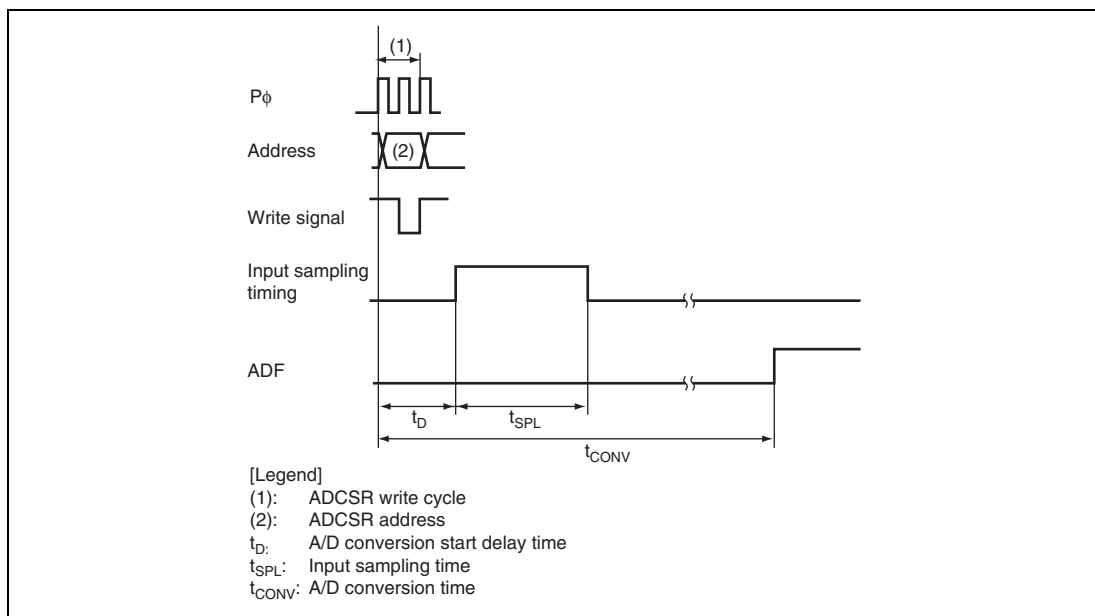 (1)
Pϕ
Address
(2)
Write signal
Input sampling
timing
ADF
tD
tSPL
tCONV
[Legend]
(1): ADCSR write cycle
(2): ADCSR address
tD: A/D conversion start delay time
tSPL: Input sampling time
tCONV: A/D conversion time